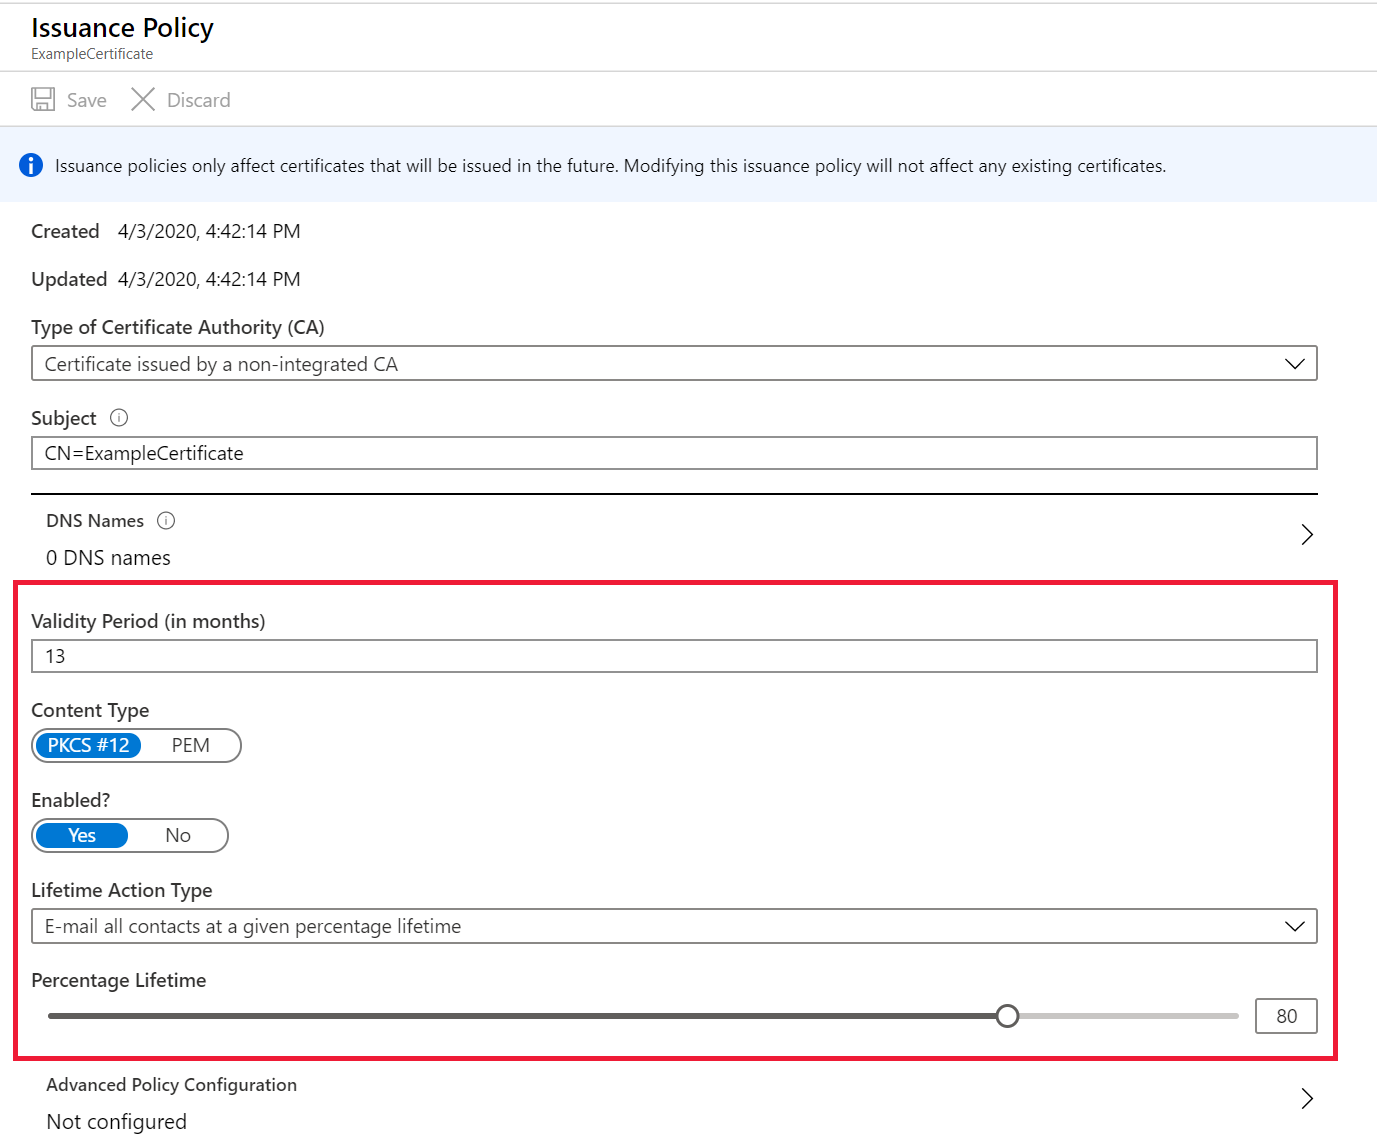 Issuance Policy
ExampleCertificate
Save Discard
Issuance policies only affect certificates that will be issued in the future. Modifying this issuance policy will not affect any existing certificates.
Created 4/3/2020, 4:42:14 PM
Updated 4/3/2020, 4:42:14 PM
Type of Certificate Authority (CA)
Certificate issued by a non-integrated CA
Subject
CN=ExampleCertificate
DNS Names
0 DNS names
Validity Period (in months)
13
Content Type
PKCS #12 PEM
Enabled?
Yes No
Lifetime Action Type
E-mail all contacts at a given percentage lifetime
Percentage Lifetime
80
Advanced Policy Configuration
Not configured